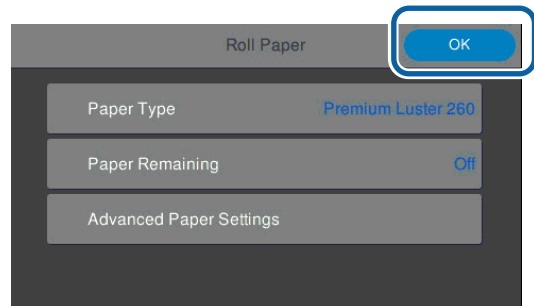 Roll Paper OK
Paper Type Premium Luster 260
Paper Remaining Off
Advanced Paper Settings